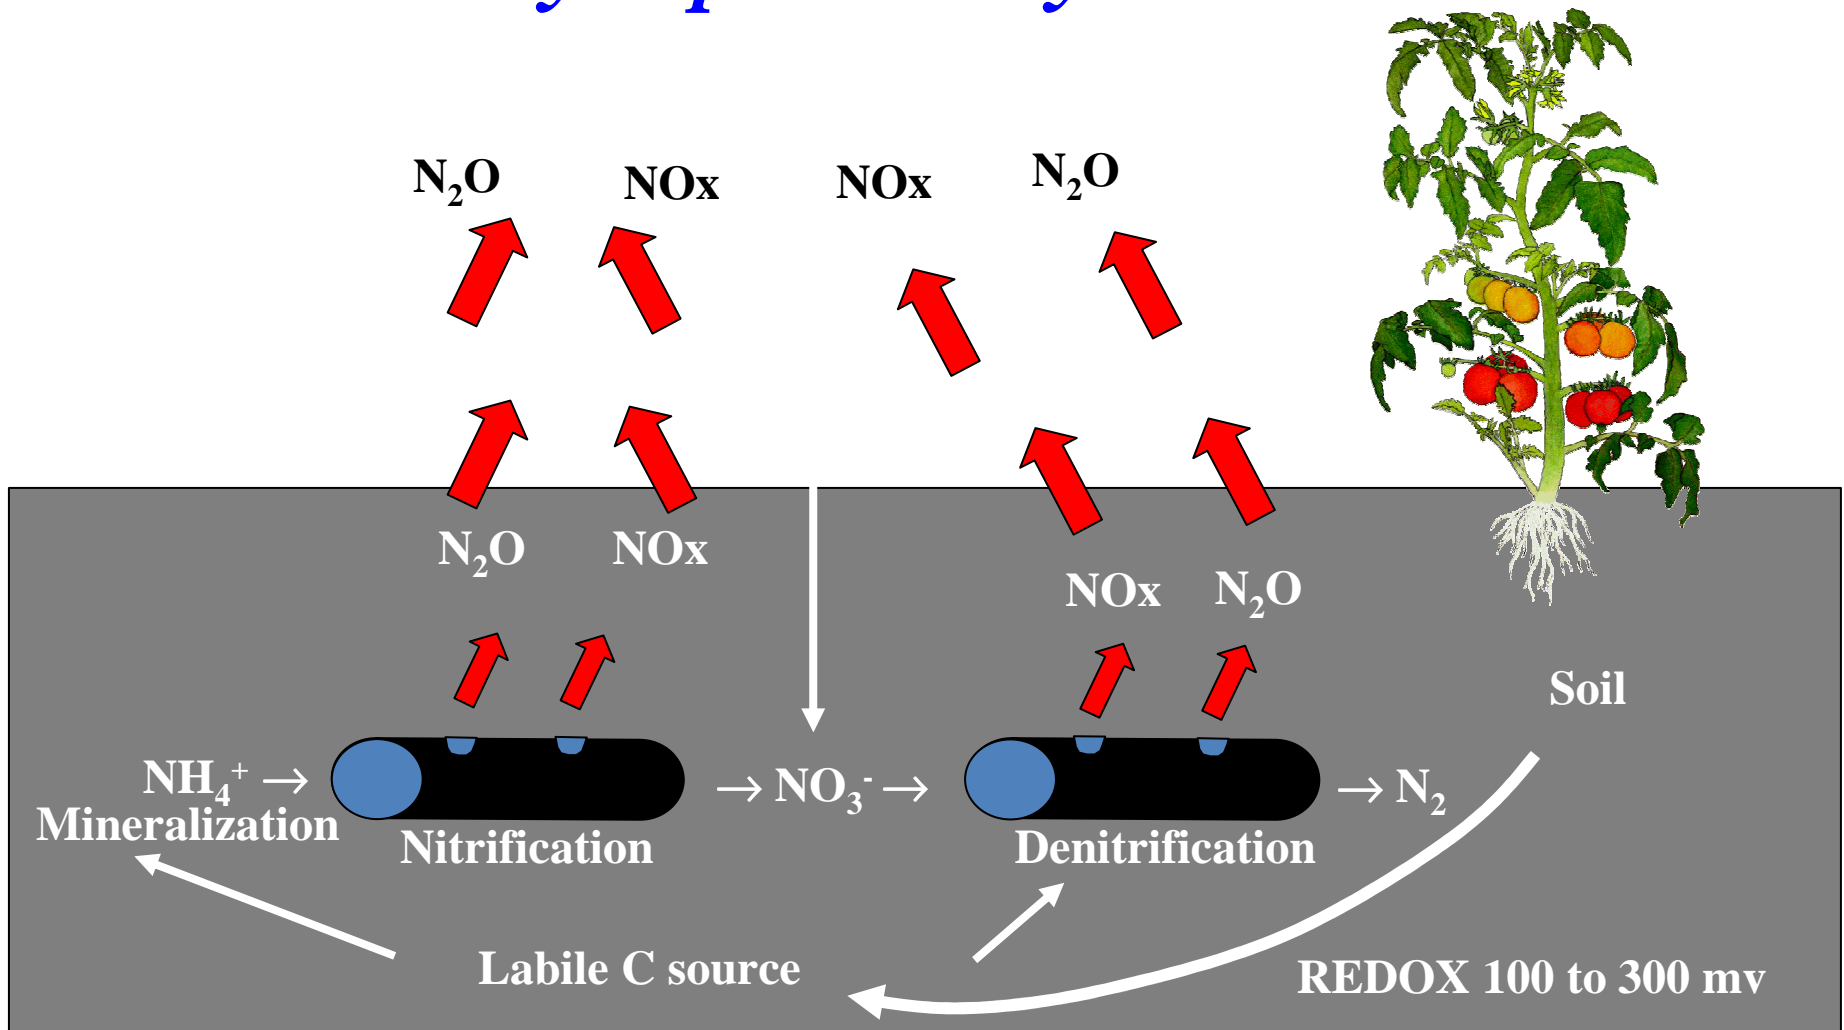 N₂O NOx NOx N₂O
N₂O NOx
NOx N₂O
Soil
NH₄⁺ → → NO₃⁻ → → N₂
Mineralization
Nitrification Denitrification
Labile C source
REDOX 100 to 300 mv